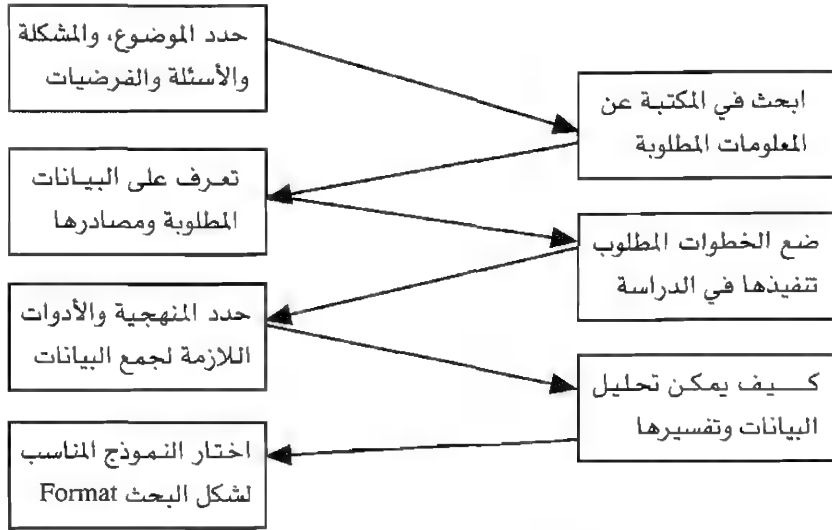 حدد الموضوع، والمشكلة
والأسئلة والفرضيات
ابحث في المكتبة عن
المعلومات المطلوبة
تعرف على البيانات
المطلوبة ومصادرها
ضع الخطوات المطلوب
تنفيذها في الدراسة
حدد المنهجية والأدوات
اللازمة لجمع البيانات
كيف يمكن تحليل
البيانات وتفسيرها
اختار النموذج المناسب
لشكل البحث Format